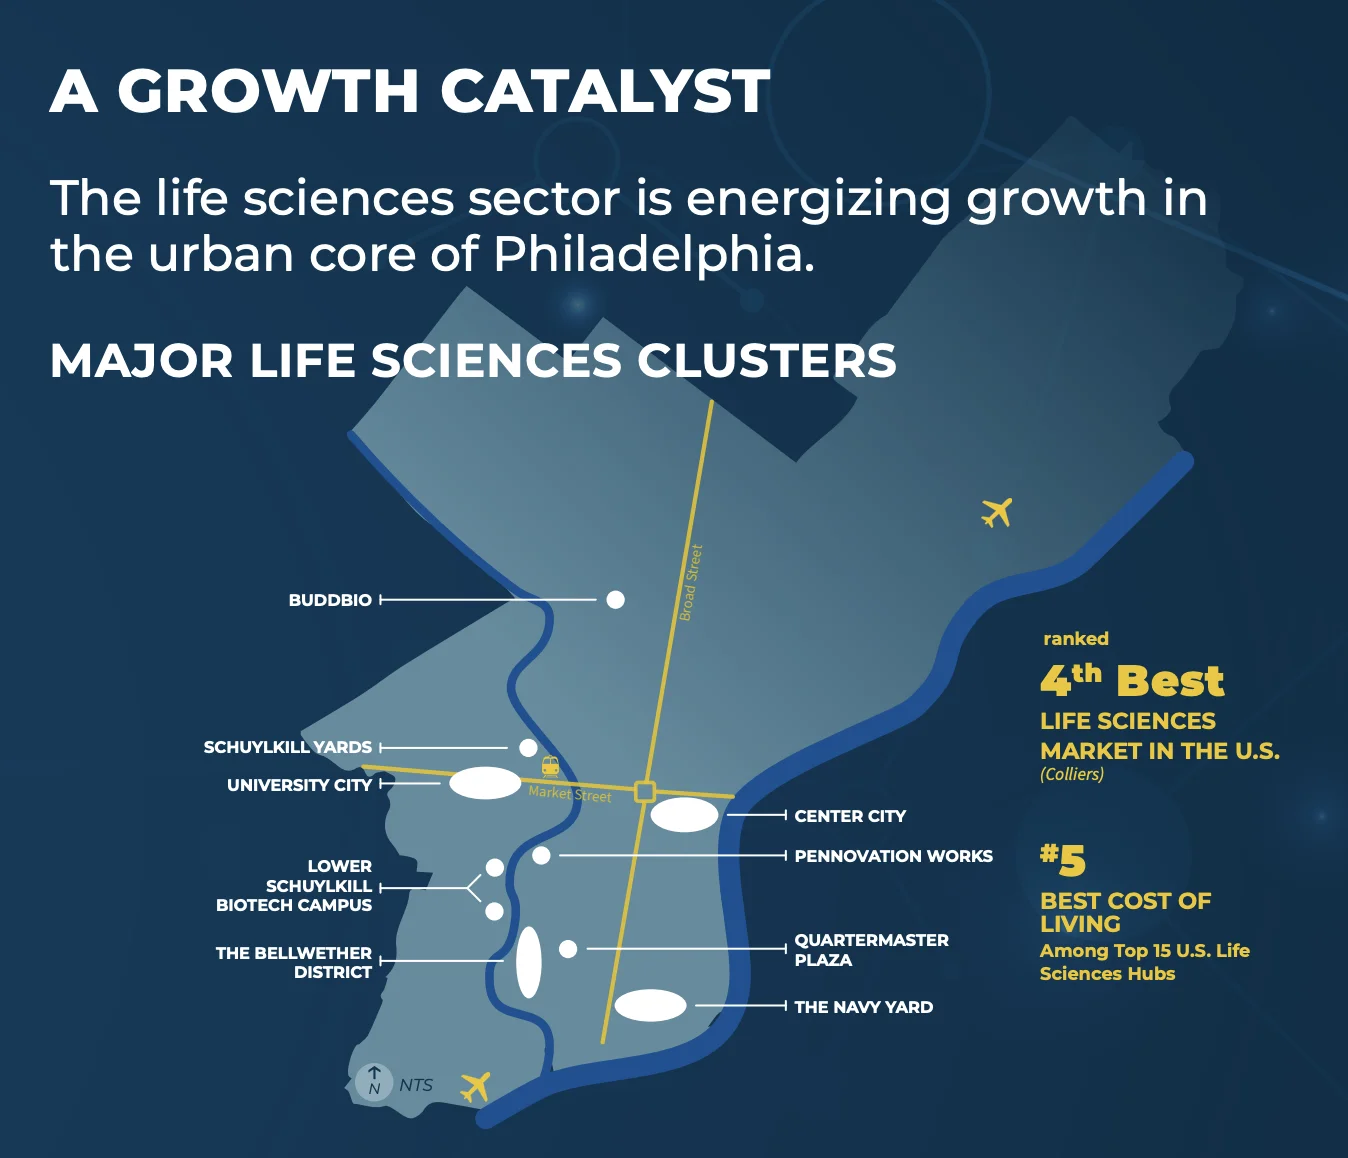 A GROWTH CATALYST
The life sciences sector is energizing growth in
the urban core of Philadelphia.
MAJOR LIFE SCIENCES CLUSTERS
Broad Street
BUDDBIO
ranked
4th Best
LIFE SCIENCES
MARKET IN THE U.S.
(Colliers)
SCHUYLKILL YARDS
UNIVERSITY CITY
Market Street
CENTER CITY
PENNOVATION WORKS
LOWER
SCHUYLKILL
BIOTECH CAMPUS
#5
BEST COST OF
LIVING
Among Top 15 U.S. Life
Sciences Hubs
THE BELLWETHER
DISTRICT
QUARTERMASTER
PLAZA
THE NAVY YARD
N
NTS